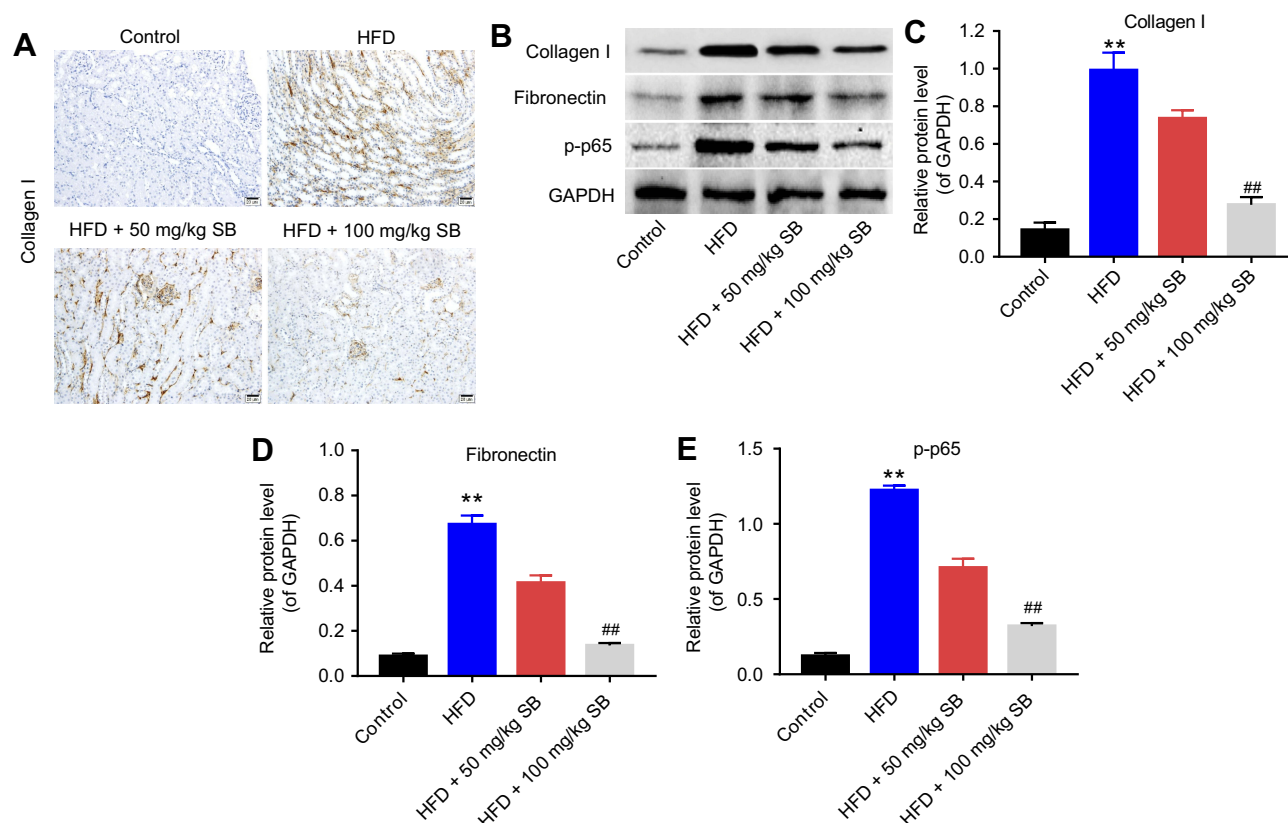 A
Control
HFD
HFD + 50 mg/kg SB
HFD + 100 mg/kg SB
Collagen I
20 μm
20 μm
B
Collagen I
Fibronectin
p-p65
GAPDH
Control
HFD
HFD + 50 mg/kg SB
HFD + 100 mg/kg SB
C
Collagen I
Relative protein level
(of GAPDH)
1.2
1.0
0.8
0.6
0.4
0.2
0.0
**
##
Control
HFD
HFD + 50 mg/kg SB
HFD + 100 mg/kg SB
D
Fibronectin
Relative protein level
(of GAPDH)
1.0
0.8
0.6
0.4
0.2
0.0
**
##
Control
HFD
HFD + 50 mg/kg SB
HFD + 100 mg/kg SB
E
p-p65
Relative protein level
(of GAPDH)
1.5
1.0
0.5
0.0
**
##
Control
HFD
HFD + 50 mg/kg SB
HFD + 100 mg/kg SB